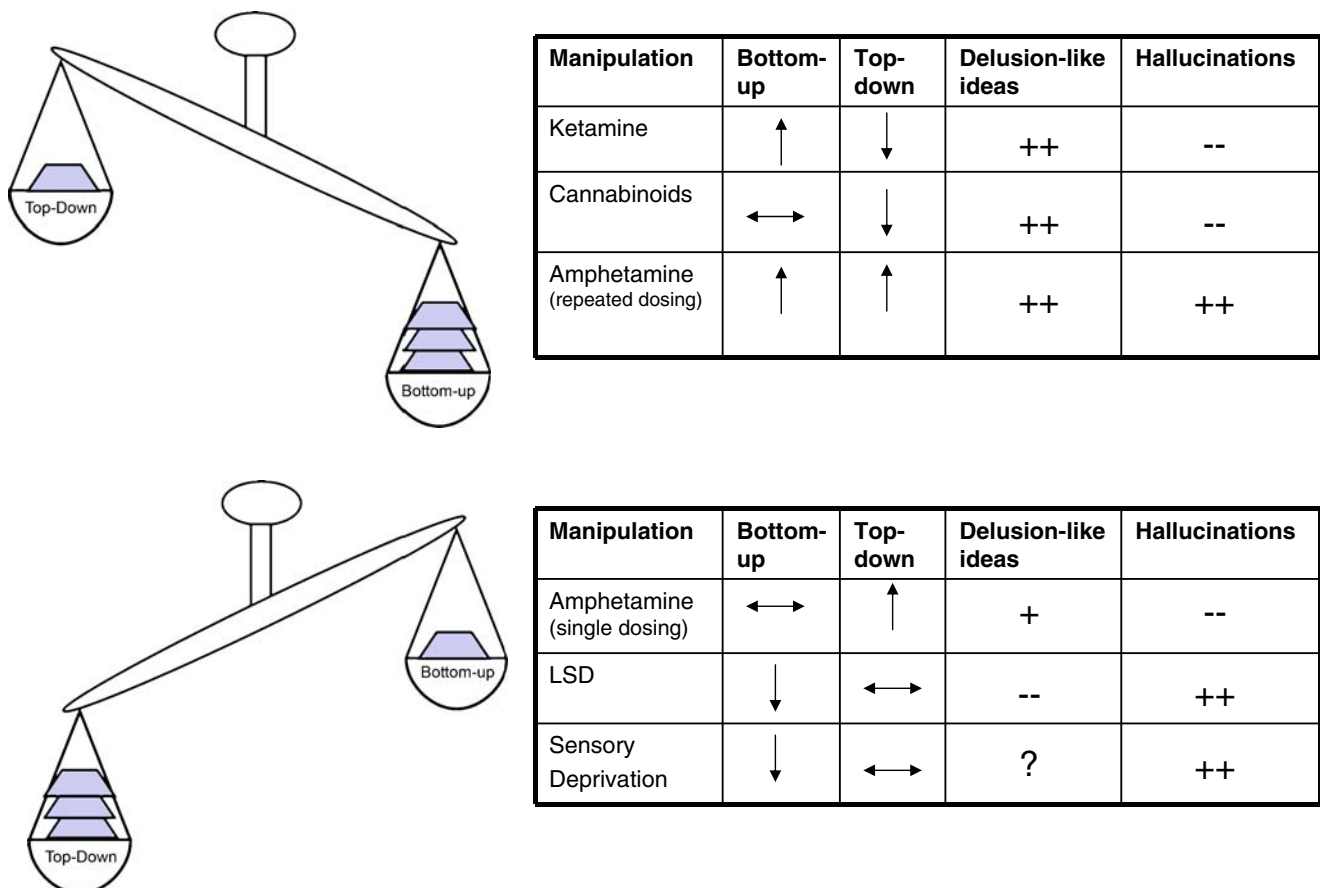 Top-Down
Bottom-up
Manipulation Bottom-up Top-down Delusion-like ideas Hallucinations
Ketamine ↑ ↓ ++ --
Cannabinoids ↔ ↓ ++ --
Amphetamine (repeated dosing) ↑ ↑ ++ ++
Bottom-up
Top-Down
Manipulation Bottom-up Top-down Delusion-like ideas Hallucinations
Amphetamine (single dosing) ↔ ↑ + --
LSD ↓ ↔ -- ++
Sensory Deprivation ↓ ↔ ? ++